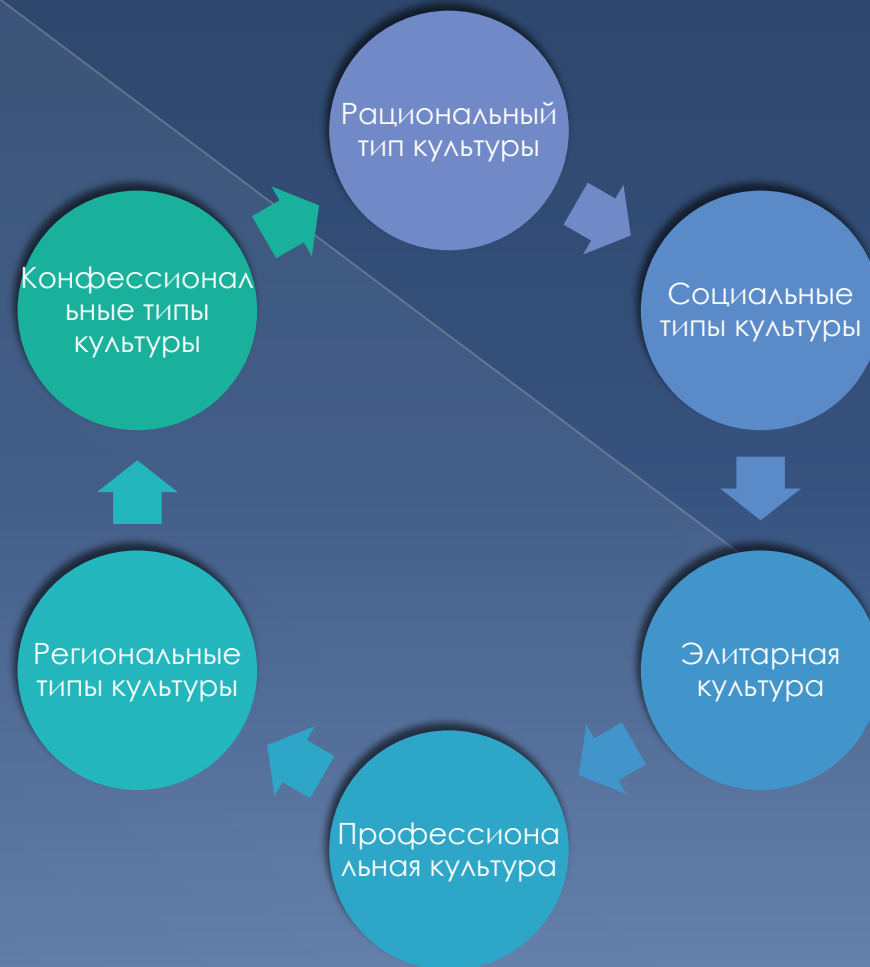 Рациональный
тип культуры
Социальные
типы культуры
Элитарная
культура
Профессиона
льная культура
Региональные
типы культуры
Конфессионал
ьные типы
культуры